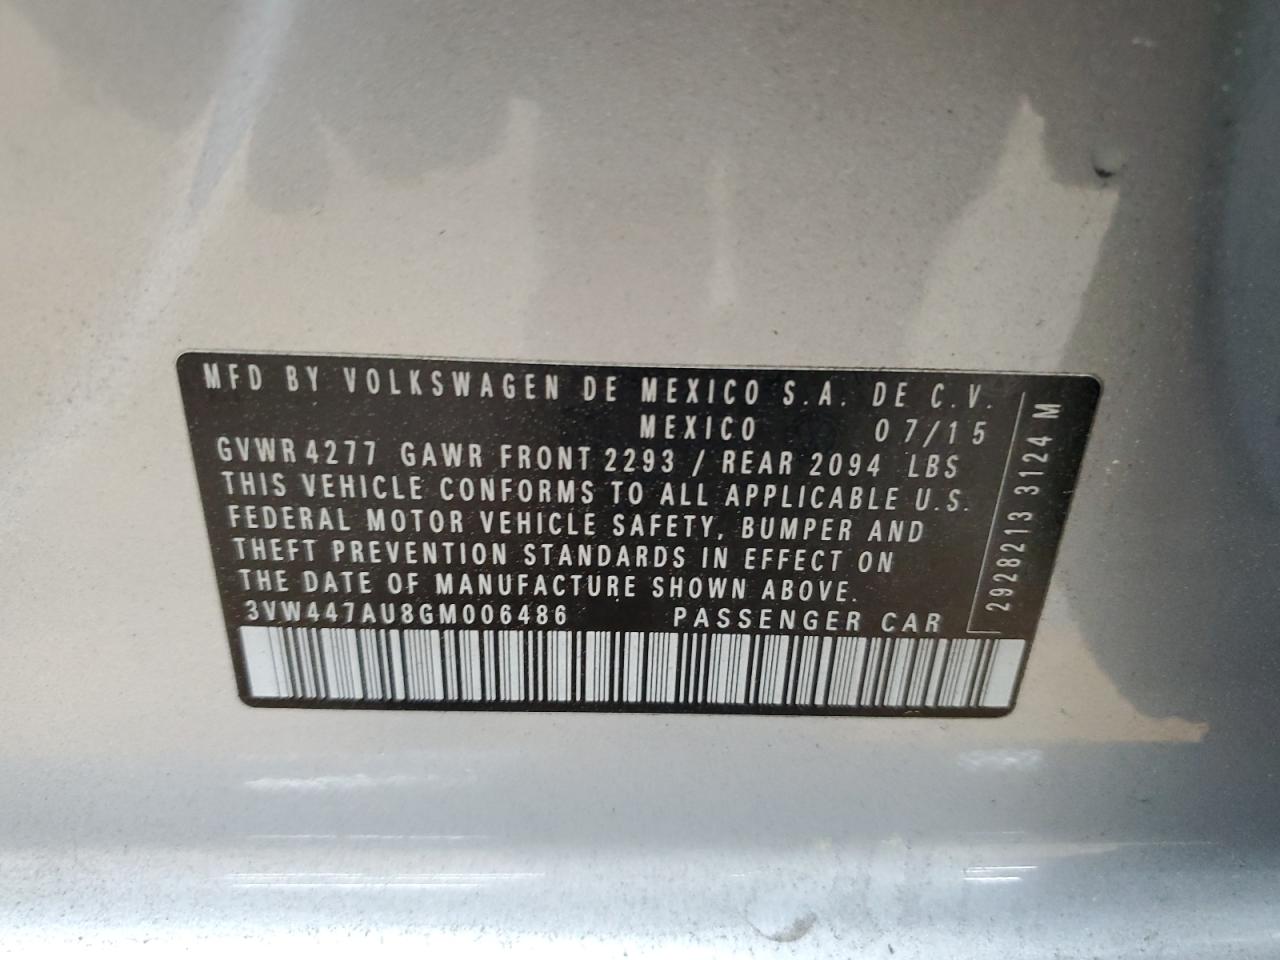 MFD BY VOLKSWAGEN DE MEXICO S.A. DE C.V.
MEXICO 07/15
GVWR 4277 GAWR FRONT 2293 / REAR 2094 LBS
THIS VEHICLE CONFORMS TO ALL APPLICABLE U.S.
FEDERAL MOTOR VEHICLE SAFETY, BUMPER AND
THEFT PREVENTION STANDARDS IN EFFECT ON
THE DATE OF MANUFACTURE SHOWN ABOVE.
3VW447AU8GM006486 PASSENGER CAR
2928213 3124 M